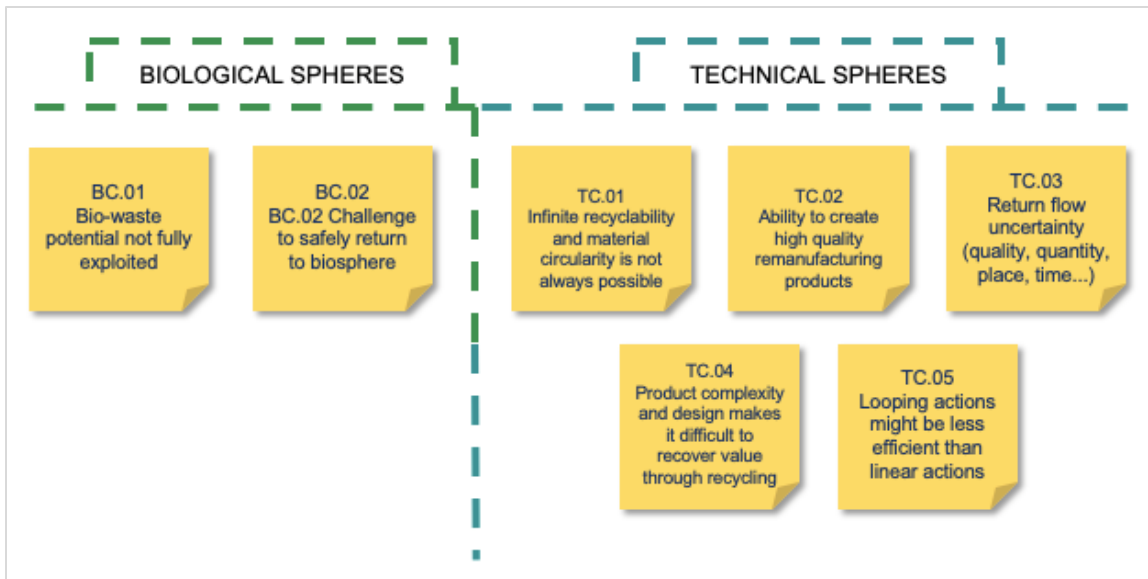 BIOLOGICAL SPHERES
TECHNICAL SPHERES
BC.01
Bio-waste
potential not fully
exploited
BC.02
BC.02 Challenge
to safely return
to biosphere
TC.01
Infinite recyclability
and material
circularity is not
always possible
TC.02
Ability to create
high quality
remanufacturing
products
TC.03
Return flow
uncertainty
(quality, quantity,
place, time...)
TC.04
Product complexity
and design makes
it difficult to
recover value
through recycling
TC.05
Looping actions
might be less
efficient than
linear actions